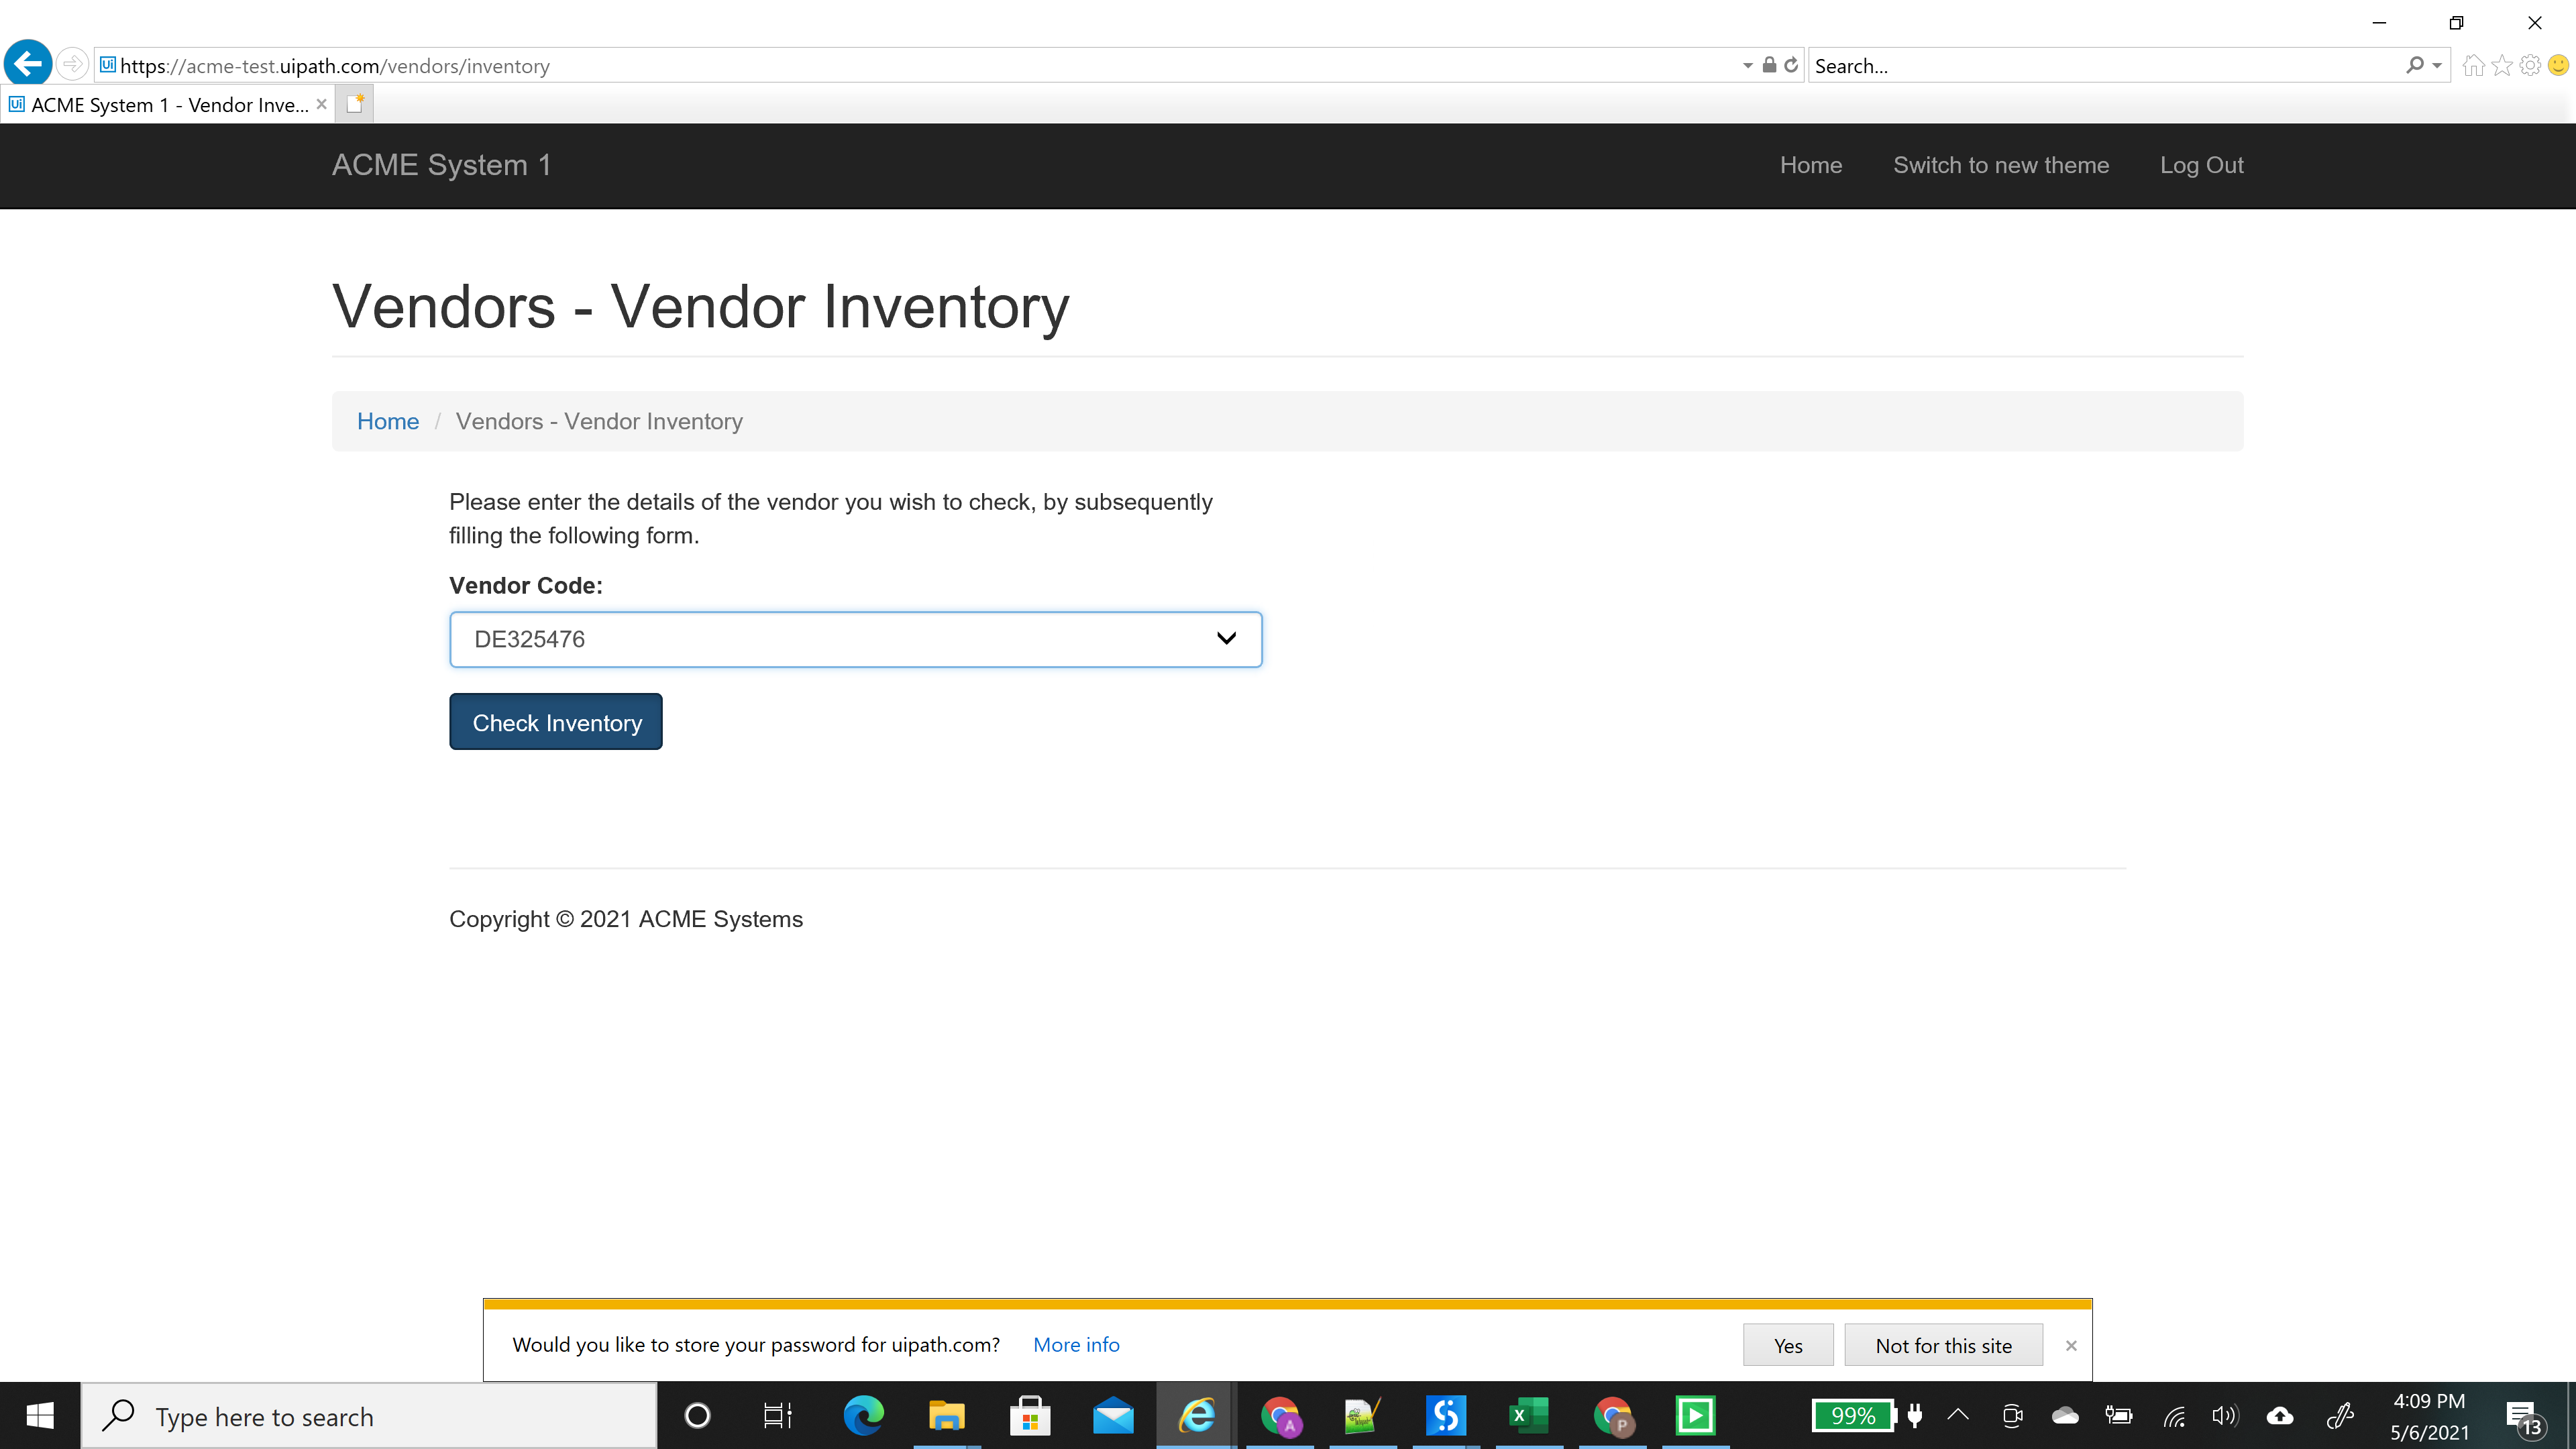 https://acme-test.uipath.com/vendors/inventory
Search...
ACME System 1 - Vendor Inve...
ACME System 1
Home
Switch to new theme
Log Out
Vendors - Vendor Inventory
Home / Vendors - Vendor Inventory
Please enter the details of the vendor you wish to check, by subsequently
filling the following form.
Vendor Code:
DE325476
Check Inventory
Copyright © 2021 ACME Systems
Would you like to store your password for uipath.com?
More info
Yes
Not for this site
Type here to search
99%
4:09 PM
5/6/2021
13